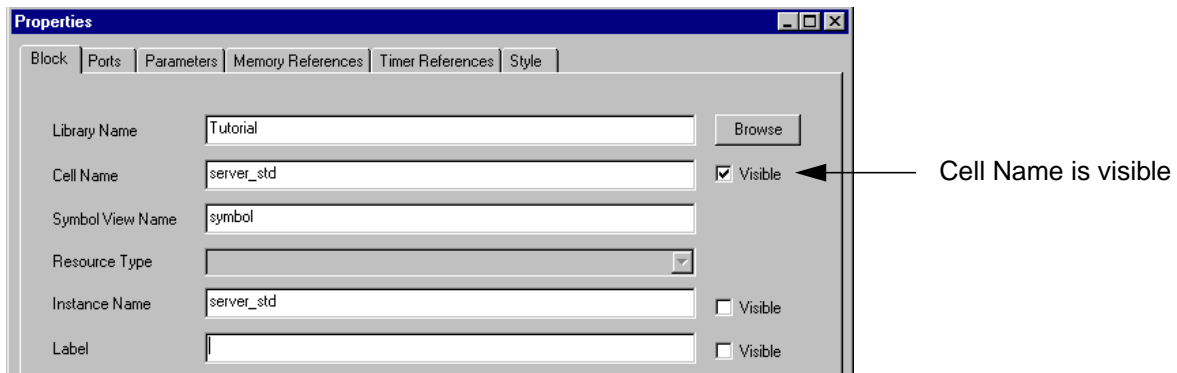 Properties
Block Ports Parameters Memory References Timer References Style
Library Name Tutorial Browse
Cell Name server_std Visible Cell Name is visible
Symbol View Name symbol
Resource Type
Instance Name server_std Visible
Label Visible